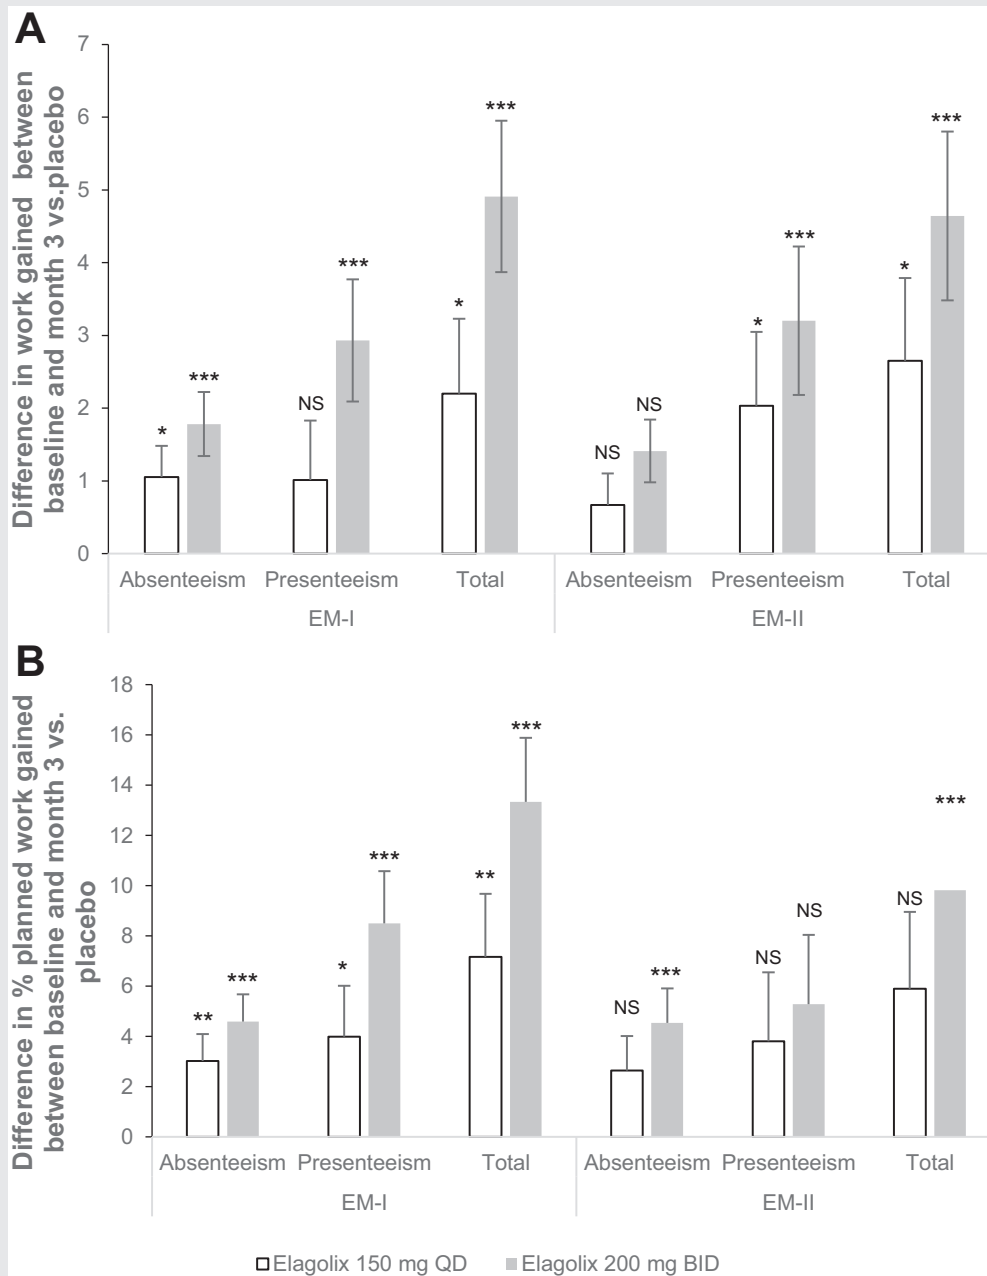 A
Difference in work gained between
baseline and month 3 vs.placebo
7
6
5
4
3
2
1
0
* *** NS *** * ***
NS NS * *** * ***
Absenteeism Presenteeism Total Absenteeism Presenteeism Total
EM-I EM-II
B
Difference in % planned work gained
between baseline and month 3 vs.
placebo
18
16
14
12
10
8
6
4
2
0
** *** * *** ** ***
NS *** NS NS NS ***
Absenteeism Presenteeism Total Absenteeism Presenteeism Total
EM-I EM-II
Elagolix 150 mg QD Elagolix 200 mg BID